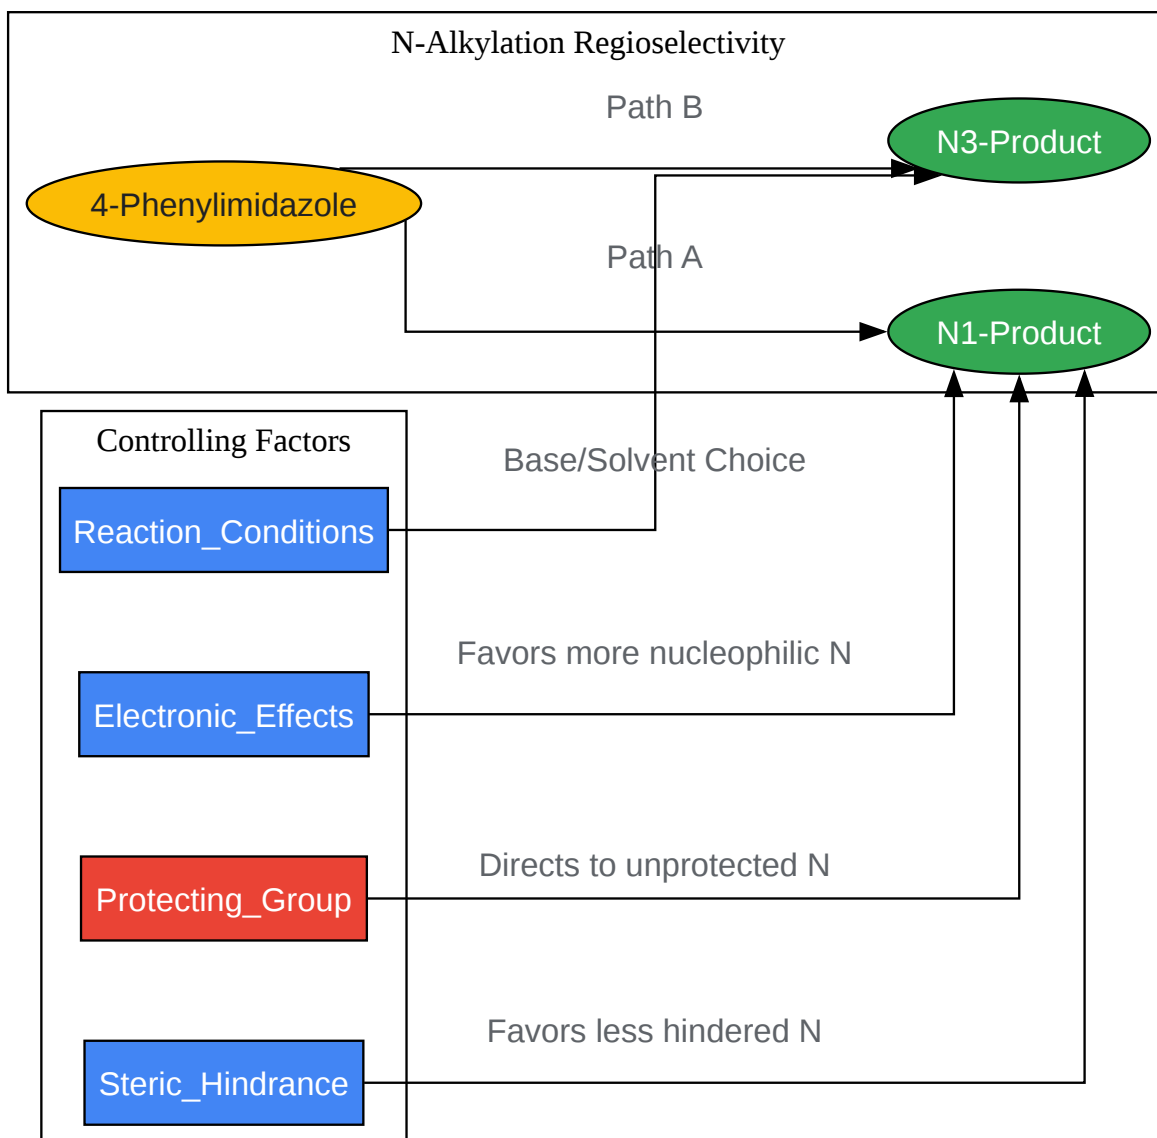 N-Alkylation Regioselectivity
Path B
N3-Product
4-Phenylimidazole
Path A
N1-Product
Controlling Factors
Base/Solvent Choice
Reaction_Conditions
Favors more nucleophilic N
Electronic_Effects
Directs to unprotected N
Protecting_Group
Favors less hindered N
Steric_Hindrance